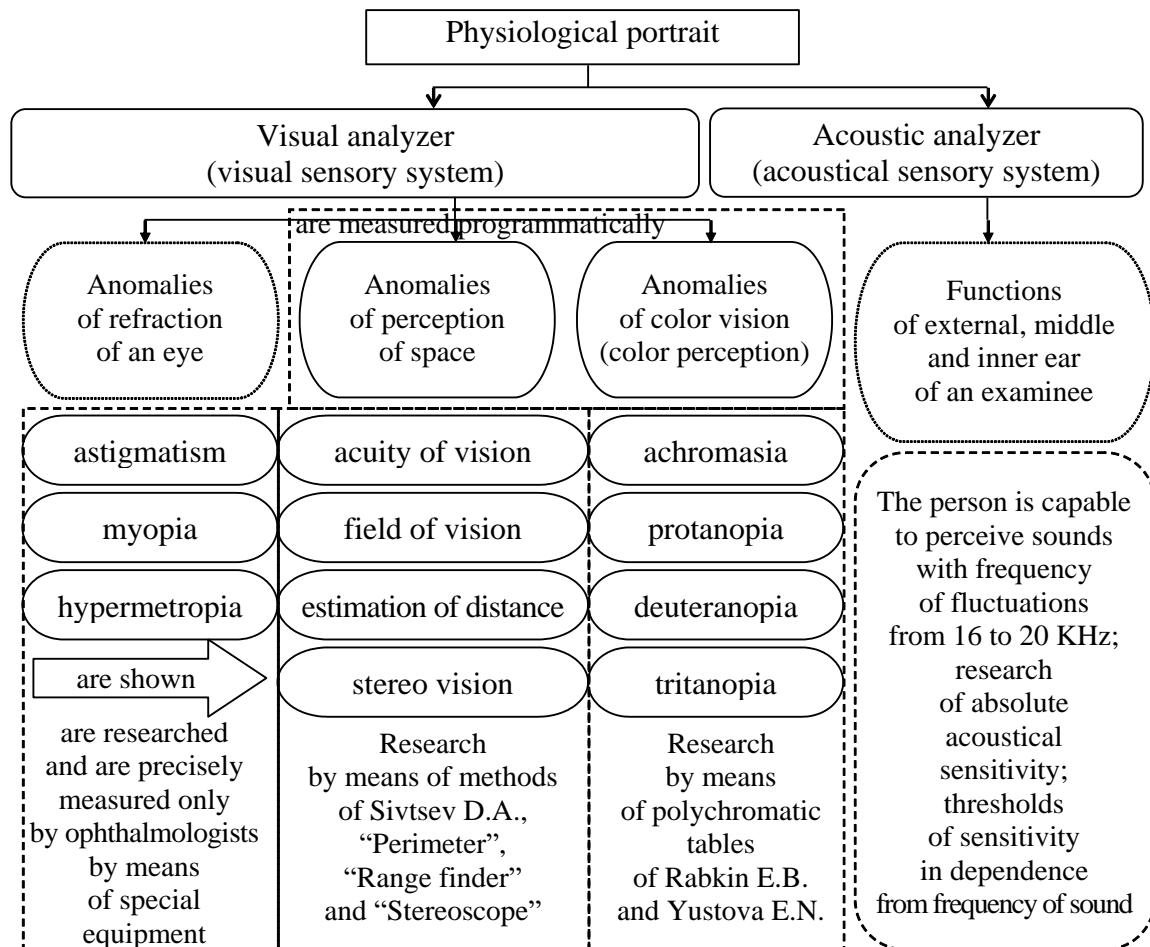 Physiological portrait
Visual analyzer
(visual sensory system)
Acoustic analyzer
(acoustical sensory system)
are measured programmatically
Anomalies
of refraction
of an eye
Anomalies
of perception
of space
Anomalies
of color vision
(color perception)
Functions
of external, middle
and inner ear
of an examinee
astigmatism
myopia
hypermetropia
are shown
are researched
and are precisely
measured only
by ophthalmologists
by means
of special
equipment
acuity of vision
field of vision
estimation of distance
stereo vision
Research
by means of methods
of Sivtsev D.A.,
“Perimeter”,
“Range finder”
and “Stereoscope”
achromasia
protanopia
deuteranopia
tritanopia
Research
by means
of polychromatic
tables
of Rabkin E.B.
and Yustova E.N.
The person is capable
to perceive sounds
with frequency
of fluctuations
from 16 to 20 KHz;
research
of absolute
acoustical
sensitivity;
thresholds
of sensitivity
in dependence
from frequency of sound